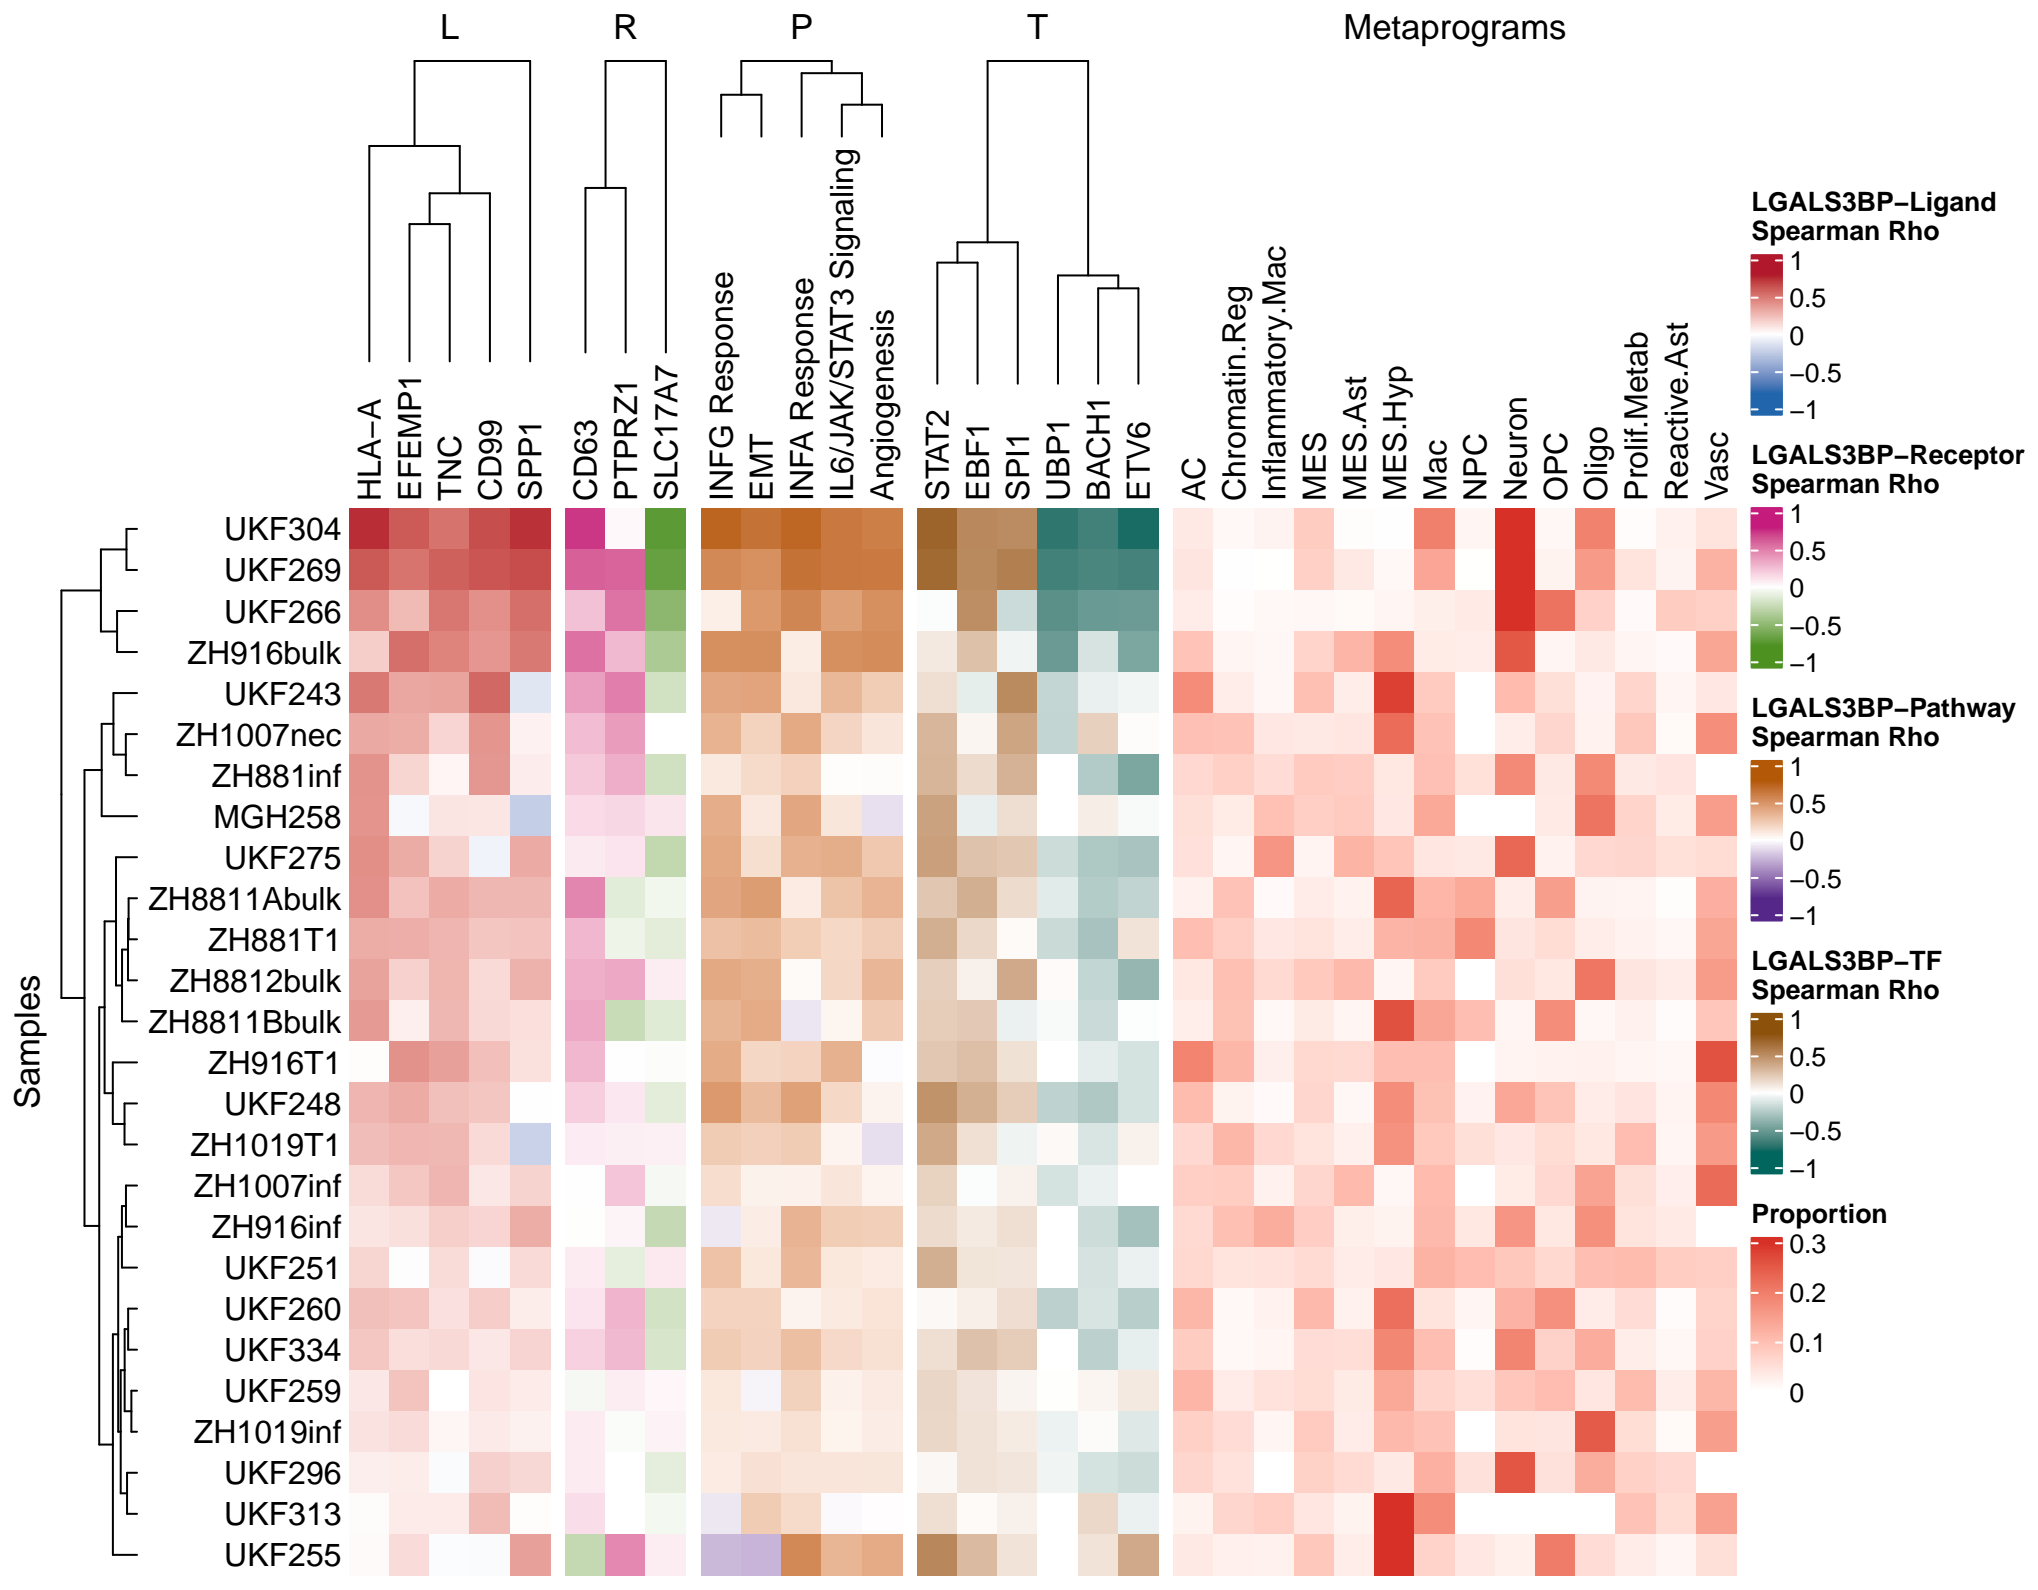 L R P T Metaprograms
HLA−A
EFEMP1
TNC
CD99
SPP1
CD63
PTPRZ1
SLC17A7
INFG Response
EMT
INFA Response
IL6/JAK/STAT3 Signaling
Angiogenesis
STAT2
EBF1
SPI1
UBP1
BACH1
ETV6
AC
Chromatin.Reg
Inflammatory.Mac
MES
MES.Ast
MES.Hyp
Mac
NPC
Neuron
OPC
Oligo
Prolif.Metab
Reactive.Ast
Vasc
Samples
UKF304
UKF269
UKF266
ZH916bulk
UKF243
ZH1007nec
ZH881inf
MGH258
UKF275
ZH8811Abulk
ZH881T1
ZH8812bulk
ZH8811Bbulk
ZH916T1
UKF248
ZH1019T1
ZH1007inf
ZH916inf
UKF251
UKF260
UKF334
UKF259
ZH1019inf
UKF296
UKF313
UKF255
LGALS3BP−Ligand
Spearman Rho
1
0.5
0
−0.5
−1
LGALS3BP−Receptor
Spearman Rho
1
0.5
0
−0.5
−1
LGALS3BP−Pathway
Spearman Rho
1
0.5
0
−0.5
−1
LGALS3BP−TF
Spearman Rho
1
0.5
0
−0.5
−1
Proportion
0.3
0.2
0.1
0